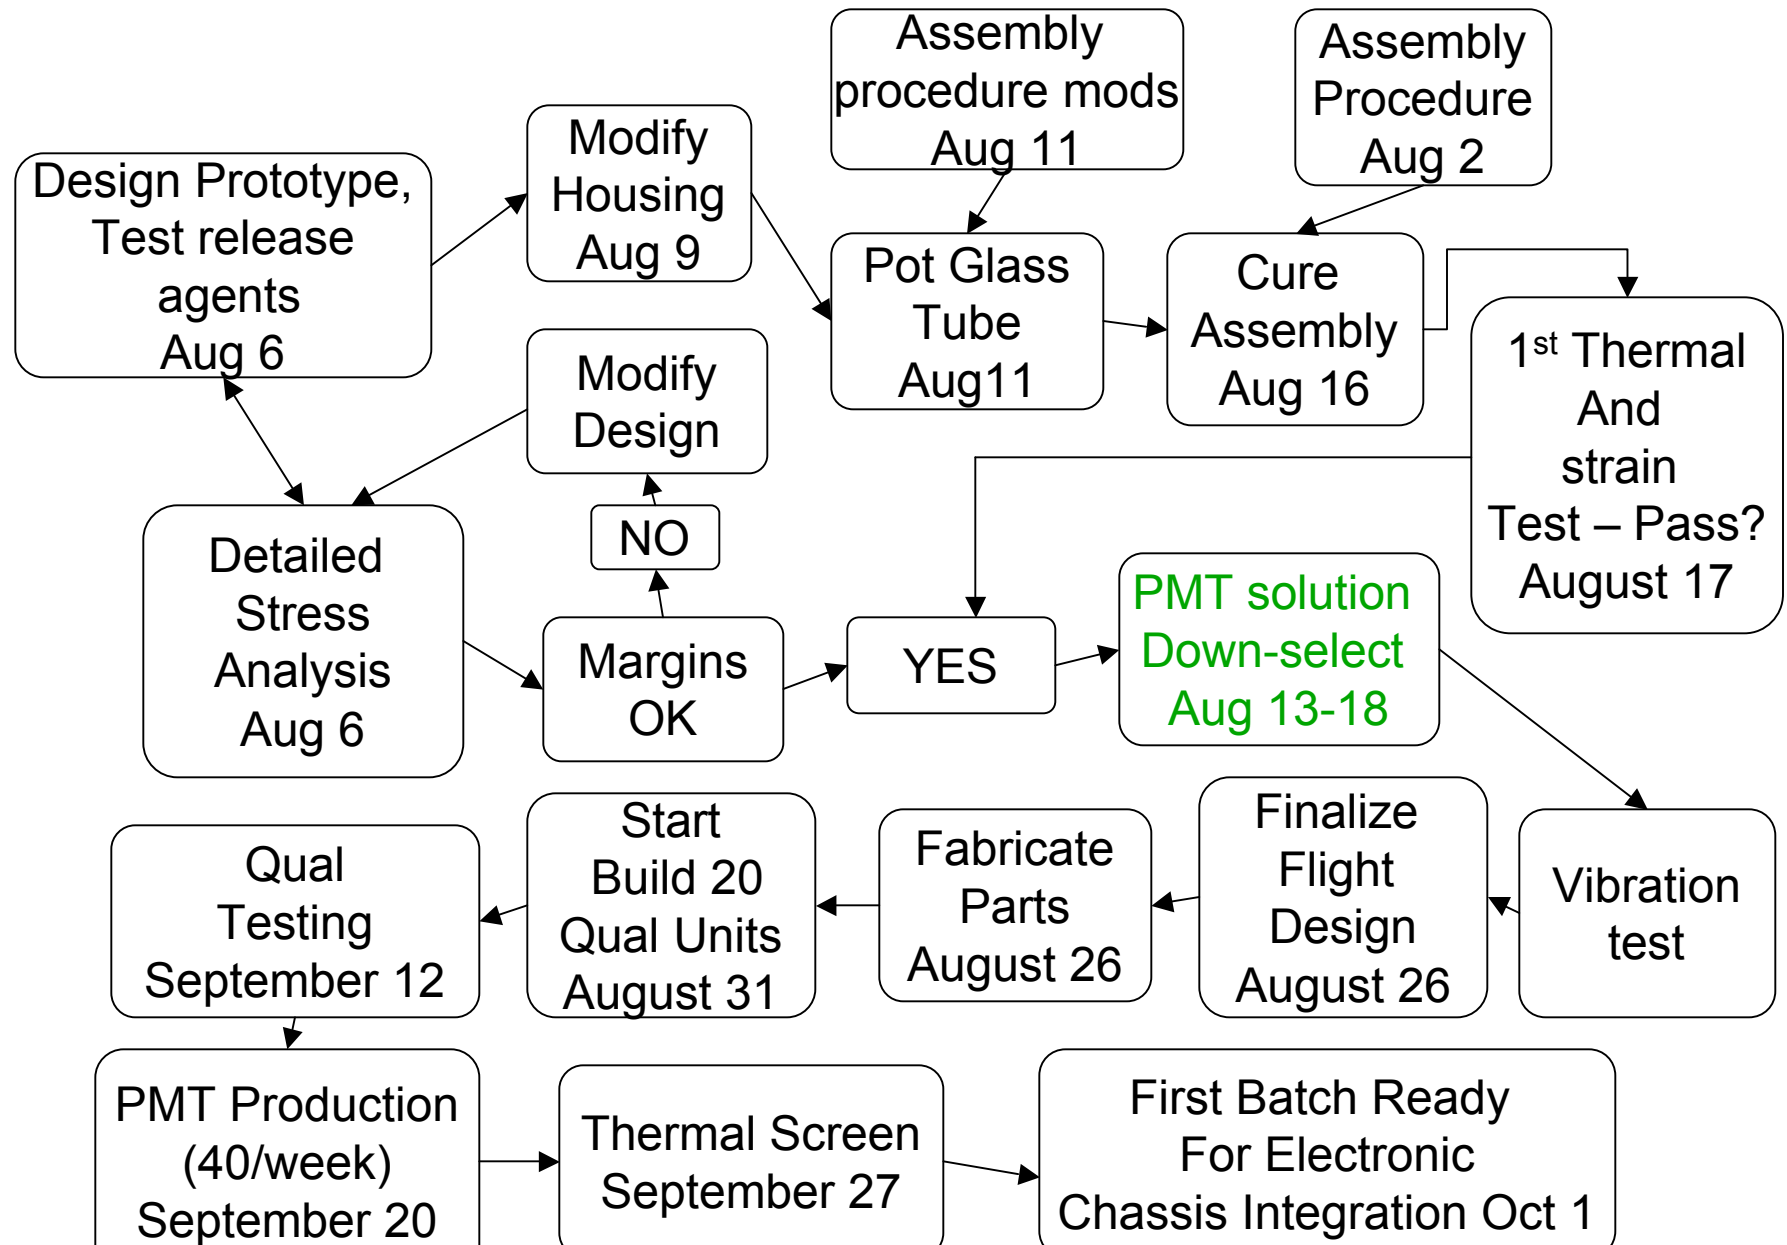 Assembly
procedure mods
Aug 11
Assembly
Procedure
Aug 2
Modify
Housing
Aug 9
Design Prototype,
Test release
agents
Aug 6
Pot Glass
Tube
Aug11
Cure
Assembly
Aug 16
1st Thermal
And
strain
Test – Pass?
August 17
Modify
Design
NO
Detailed
Stress
Analysis
Aug 6
Margins
OK
YES
PMT solution
Down-select
Aug 13-18
Vibration
test
Finalize
Flight
Design
August 26
Fabricate
Parts
August 26
Start
Build 20
Qual Units
August 31
Qual
Testing
September 12
PMT Production
(40/week)
September 20
Thermal Screen
September 27
First Batch Ready
For Electronic
Chassis Integration Oct 1